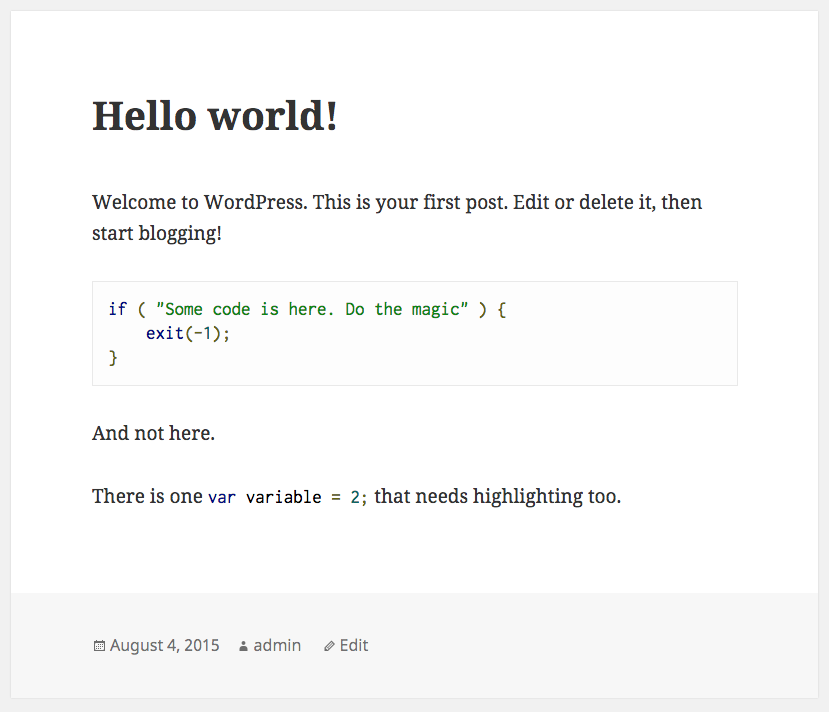 Hello world!
Welcome to WordPress. This is your first post. Edit or delete it, then
start blogging!
if ( "Some code is here. Do the magic" ) {
    exit(-1);
}
And not here.
There is one var variable = 2; that needs highlighting too.
August 4, 2015 admin Edit